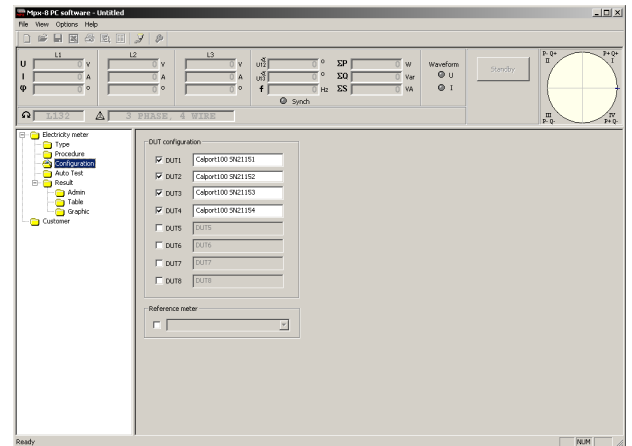 Mpx-8 PC software - Untitled
File View Options Help
L1 L2 L3
U 0 V 0 V 0 V U12 0 ° ΣP 0 W Waveform
I 0 A 0 A 0 A U13 0 ° ΣQ 0 Var U
φ 0 ° 0 ° 0 ° f 0 Hz ΣS 0 VA I
Synch
Standby
P- Q+ P+ Q+
II I
III IV
P- Q- P+ Q-
L132 3 PHASE, 4 WIRE
Electricity meter
Type
Procedure
Configuration
Auto Test
Result
Admin
Table
Graphic
Customer
DUT configuration
DUT1 Calport100 SN21151
DUT2 Calport100 SN21152
DUT3 Calport100 SN21153
DUT4 Calport100 SN21154
DUT5 DUT5
DUT6 DUT6
DUT7 DUT7
DUT8 DUT8
Reference meter
Ready NUM